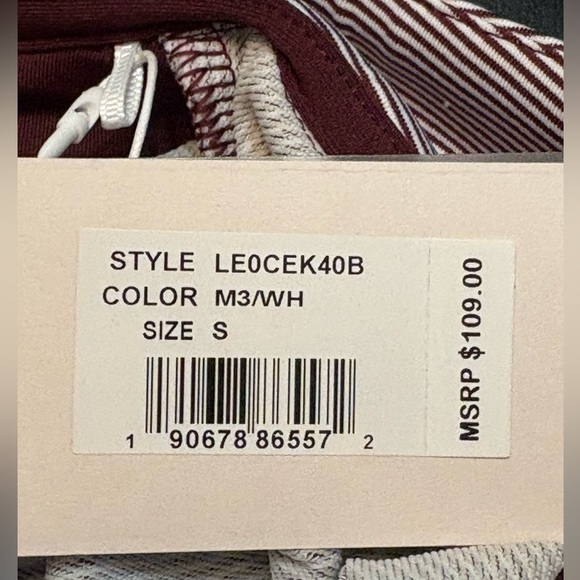 STYLE LE0CEK40B
COLOR M3/WH
SIZE S
1 90678 86557 2
MSRP $109.00